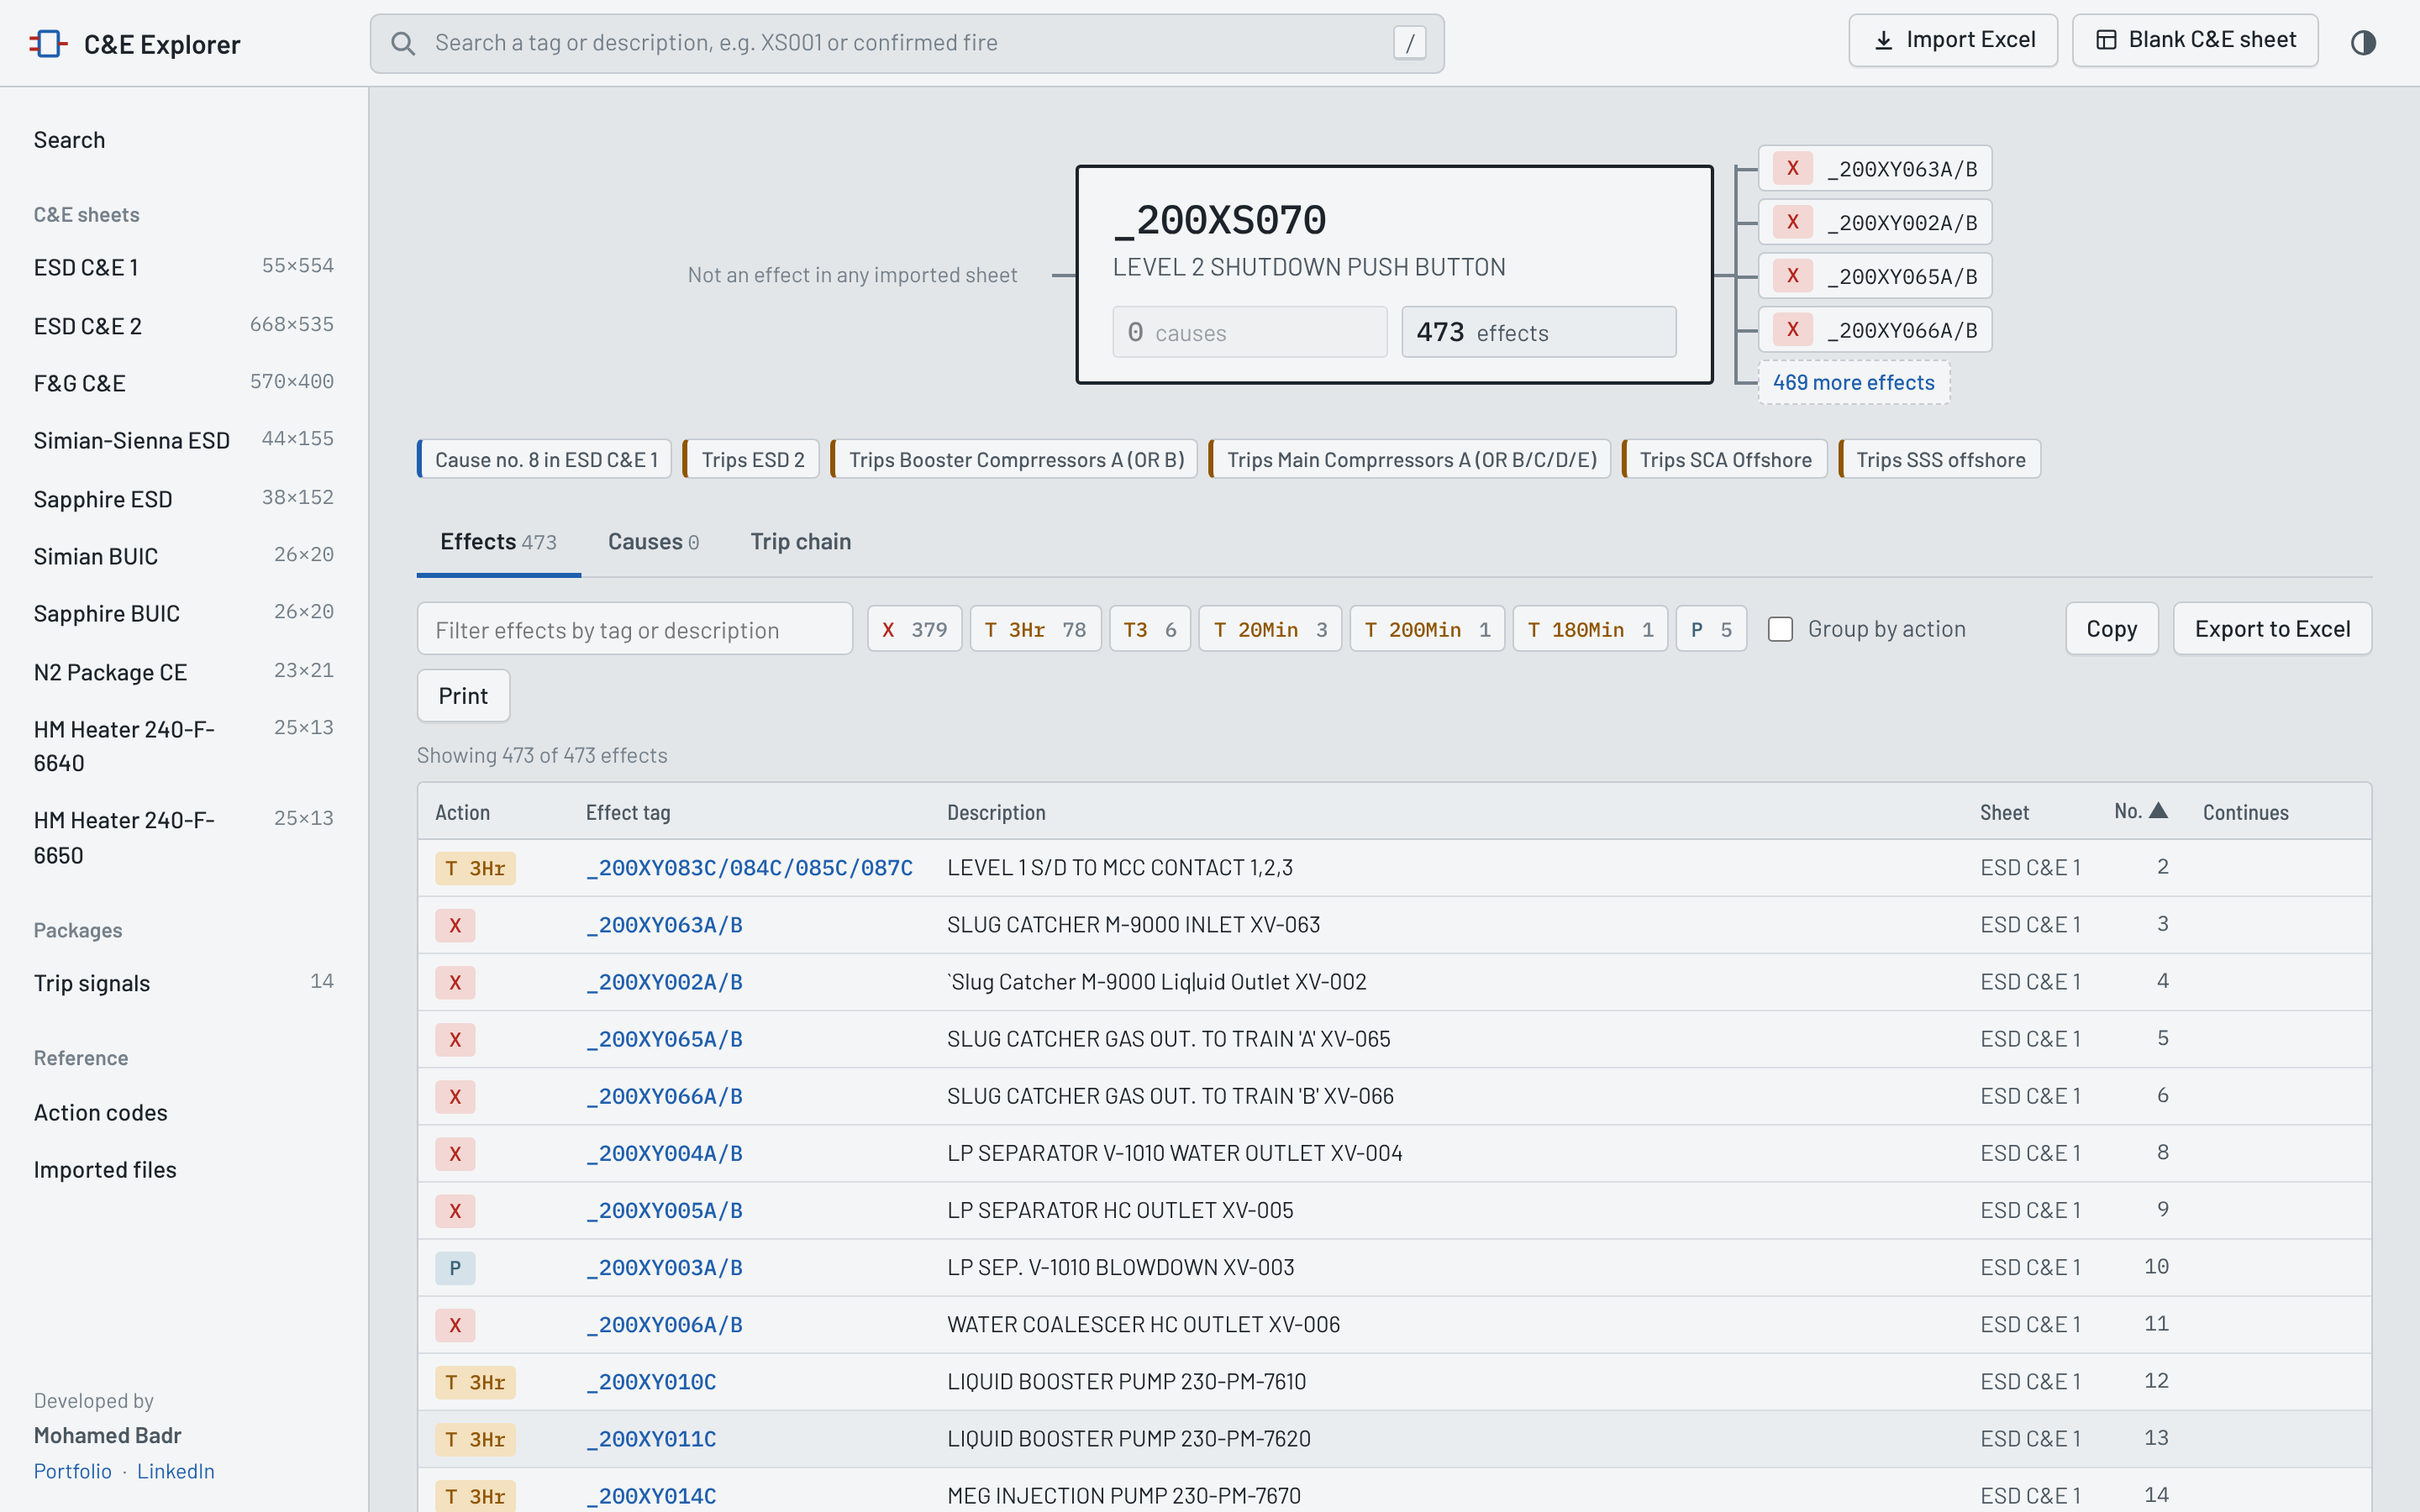 C&E Explorer
Search a tag or description, e.g. XS001 or confirmed fire
/
Import Excel
Blank C&E sheet
Search
C&E sheets
ESD C&E 1 55×554
ESD C&E 2 668×535
F&G C&E 570×400
Simian-Sienna ESD 44×155
Sapphire ESD 38×152
Simian BUIC 26×20
Sapphire BUIC 26×20
N2 Package CE 23×21
HM Heater 240-F- 25×13
6640
HM Heater 240-F- 25×13
6650
Packages
Trip signals 14
Reference
Action codes
Imported files
Developed by
Mohamed Badr
Portfolio · LinkedIn
Not an effect in any imported sheet
_200XS070
LEVEL 2 SHUTDOWN PUSH BUTTON
0 causes
473 effects
X _200XY063A/B
X _200XY002A/B
X _200XY065A/B
X _200XY066A/B
469 more effects
Cause no. 8 in ESD C&E 1
Trips ESD 2
Trips Booster Comprressors A (OR B)
Trips Main Comprressors A (OR B/C/D/E)
Trips SCA Offshore
Trips SSS offshore
Effects 473
Causes 0
Trip chain
Filter effects by tag or description
X 379
T 3Hr 78
T3 6
T 20Min 3
T 200Min 1
T 180Min 1
P 5
Group by action
Copy
Export to Excel
Print
Showing 473 of 473 effects
Action Effect tag Description Sheet No. ▲ Continues
T 3Hr _200XY083C/084C/085C/087C LEVEL 1 S/D TO MCC CONTACT 1,2,3 ESD C&E 1 2
X _200XY063A/B SLUG CATCHER M-9000 INLET XV-063 ESD C&E 1 3
X _200XY002A/B `Slug Catcher M-9000 Liq|uid Outlet XV-002 ESD C&E 1 4
X _200XY065A/B SLUG CATCHER GAS OUT. TO TRAIN 'A' XV-065 ESD C&E 1 5
X _200XY066A/B SLUG CATCHER GAS OUT. TO TRAIN 'B' XV-066 ESD C&E 1 6
X _200XY004A/B LP SEPARATOR V-1010 WATER OUTLET XV-004 ESD C&E 1 8
X _200XY005A/B LP SEPARATOR HC OUTLET XV-005 ESD C&E 1 9
P _200XY003A/B LP SEP. V-1010 BLOWDOWN XV-003 ESD C&E 1 10
X _200XY006A/B WATER COALESCER HC OUTLET XV-006 ESD C&E 1 11
T 3Hr _200XY010C LIQUID BOOSTER PUMP 230-PM-7610 ESD C&E 1 12
T 3Hr _200XY011C LIQUID BOOSTER PUMP 230-PM-7620 ESD C&E 1 13
T 3Hr _200XY014C MEG INJECTION PUMP 230-PM-7670 ESD C&E 1 14